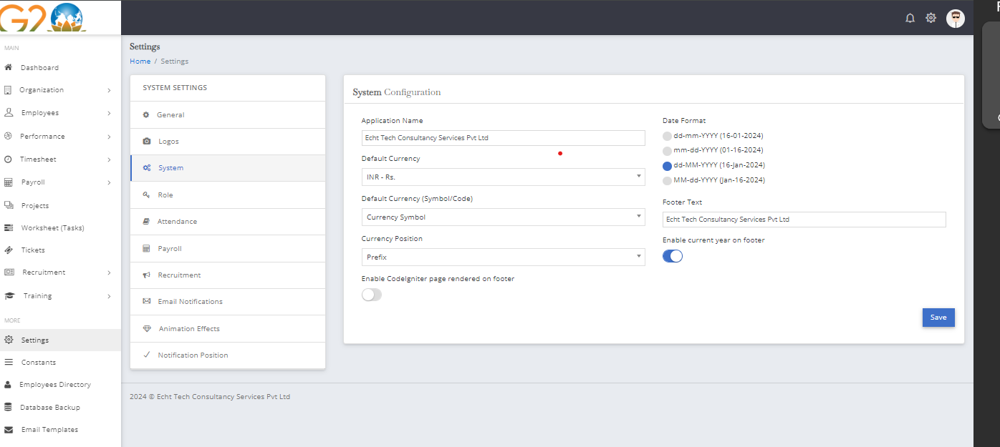 G20
MAIN
Dashboard
Organization
Employees
Performance
Timesheet
Payroll
Projects
Worksheet (Tasks)
Tickets
Recruitment
Training
MORE
Settings
Constants
Employees Directory
Database Backup
Email Templates
Settings
Home / Settings
SYSTEM SETTINGS
General
Logos
System
Role
Attendance
Payroll
Recruitment
Email Notifications
Animation Effects
Notification Position
System Configuration
Application Name
Echt Tech Consultancy Services Pvt Ltd
Default Currency
INR - Rs.
Default Currency (Symbol/Code)
Currency Symbol
Currency Position
Prefix
Enable CodeIgniter page rendered on footer
Date Format
dd-mm-YYYY (16-01-2024)
mm-dd-YYYY (01-16-2024)
dd-MM-YYYY (16-Jan-2024)
MM-dd-YYYY (Jan-16-2024)
Footer Text
Echt Tech Consultancy Services Pvt Ltd
Enable current year on footer
Save
2024 © Echt Tech Consultancy Services Pvt Ltd